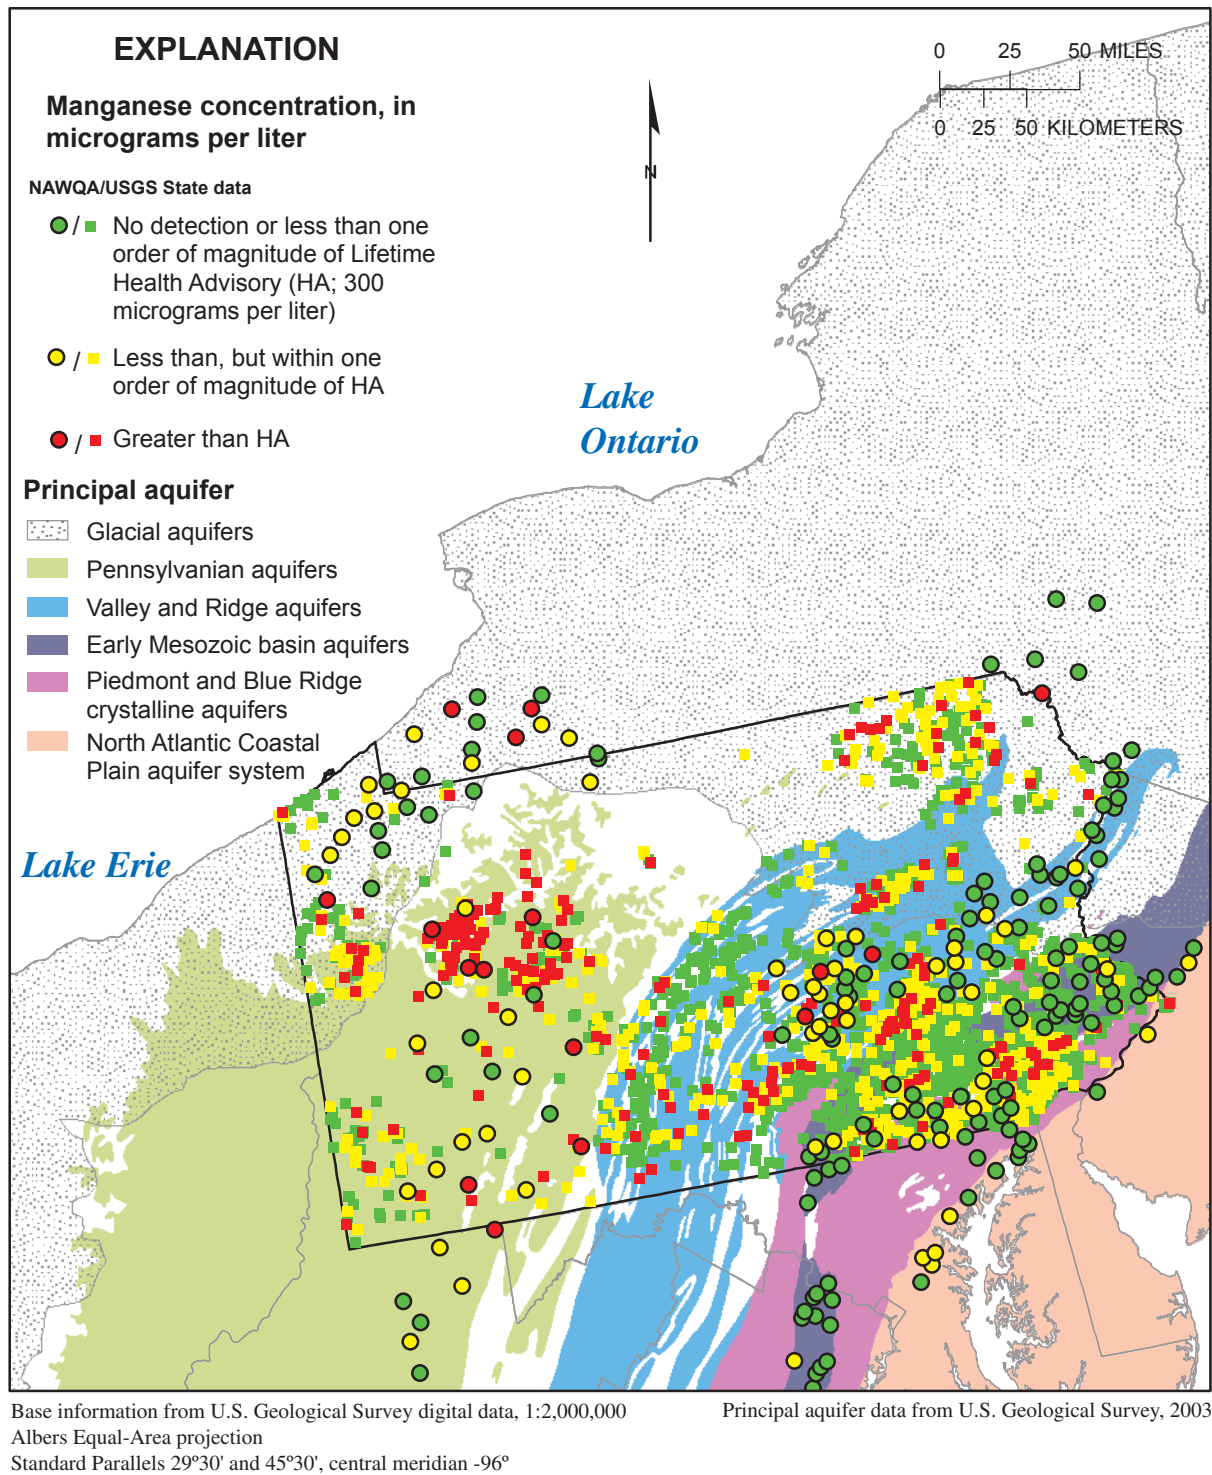 EXPLANATION
Manganese concentration, in
micrograms per liter
NAWQA/USGS State data
/ No detection or less than one
order of magnitude of Lifetime
Health Advisory (HA; 300
micrograms per liter)
/ Less than, but within one
order of magnitude of HA
/ Greater than HA
Principal aquifer
Glacial aquifers
Pennsylvanian aquifers
Valley and Ridge aquifers
Early Mesozoic basin aquifers
Piedmont and Blue Ridge
crystalline aquifers
North Atlantic Coastal
Plain aquifer system
0 25 50 MILES
0 25 50 KILOMETERS
N
Lake
Ontario
Lake Erie
Base information from U.S. Geological Survey digital data, 1:2,000,000
Albers Equal-Area projection
Standard Parallels 29º30' and 45º30', central meridian -96º
Principal aquifer data from U.S. Geological Survey, 2003